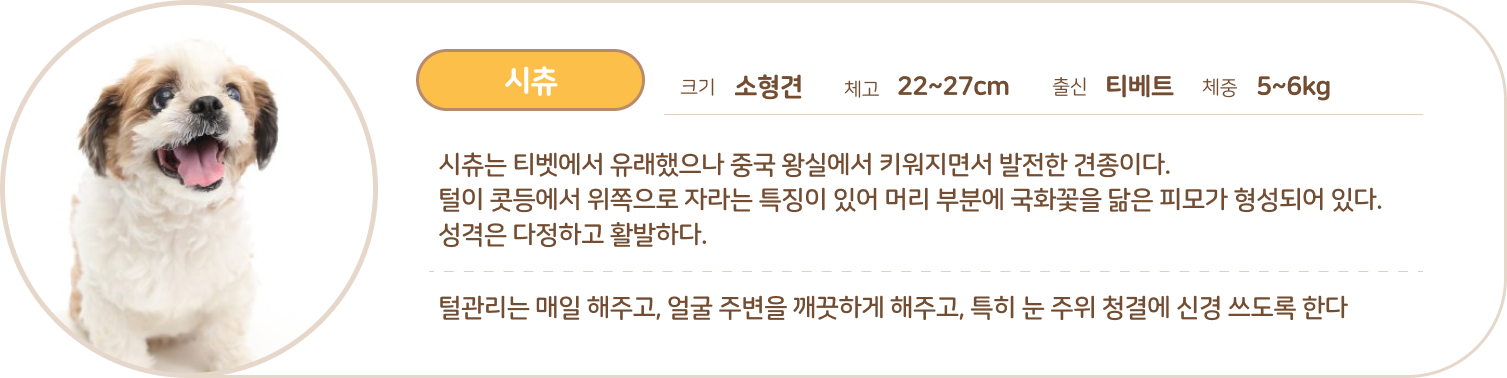 시츄
크기 소형견 체고 22~27cm 출신 티베트 체중 5~6kg
시츄는 티벳에서 유래했으나 중국 왕실에서 키워지면서 발전한 견종이다.
털이 콧등에서 위쪽으로 자라는 특징이 있어 머리 부분에 국화꽃을 닮은 피모가 형성되어 있다.
성격은 다정하고 활발하다.
털관리는 매일 해주고, 얼굴 주변을 깨끗하게 해주고, 특히 눈 주위 청결에 신경 쓰도록 한다